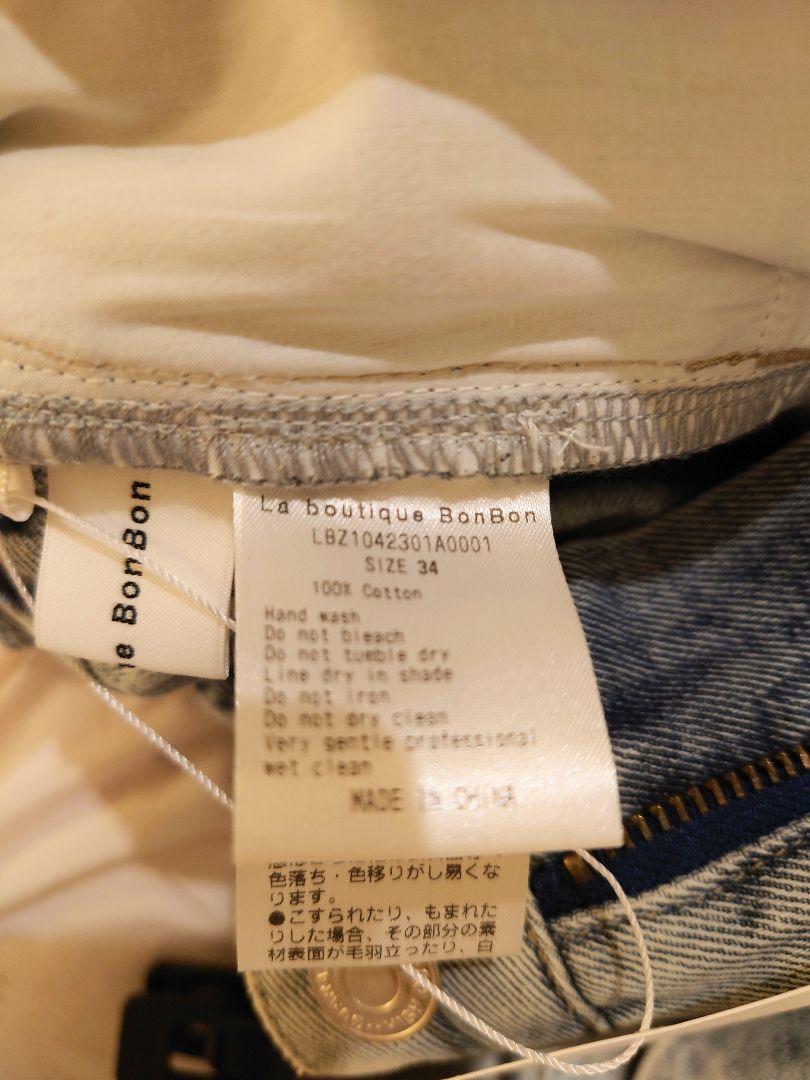 e BonBon
La boutique BonBon
LBZ1042301A0001
SIZE 34
100% Cotton
Hand wash
Do not bleach
Do not tumble dry
Line dry in shade
Do not iron
Do not dry clean
Very gentle professional
wet clean
MADE IN CHINA
色落ち・色移りがし易くな
ります。
●こすられたり、もまれた
りした場合、その部分の素
材表面が毛羽立ったり、白